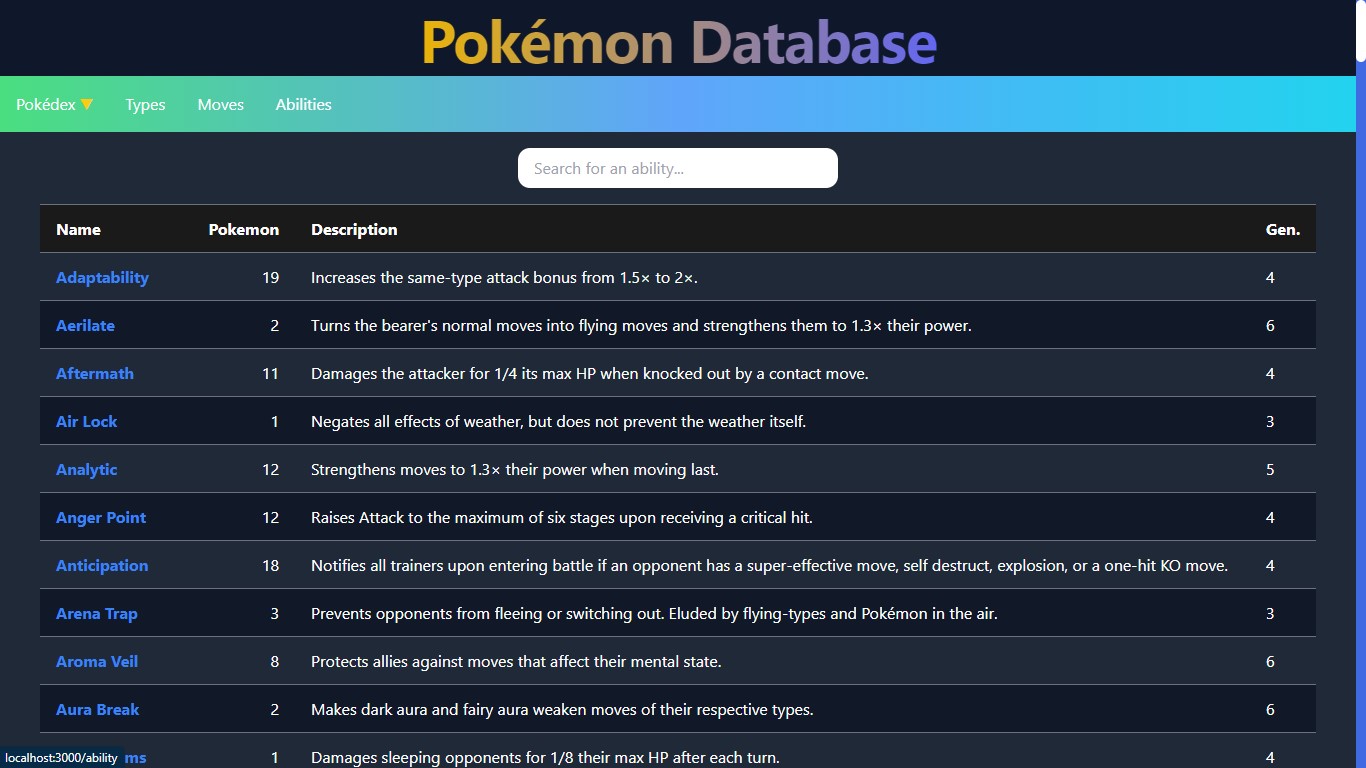 Pokémon Database
Pokédex ▼ Types Moves Abilities
Search for an ability...
Name Pokemon Description Gen.
Adaptability 19 Increases the same-type attack bonus from 1.5× to 2×. 4
Aerilate 2 Turns the bearer's normal moves into flying moves and strengthens them to 1.3× their power. 6
Aftermath 11 Damages the attacker for 1/4 its max HP when knocked out by a contact move. 4
Air Lock 1 Negates all effects of weather, but does not prevent the weather itself. 3
Analytic 12 Strengthens moves to 1.3× their power when moving last. 5
Anger Point 12 Raises Attack to the maximum of six stages upon receiving a critical hit. 4
Anticipation 18 Notifies all trainers upon entering battle if an opponent has a super-effective move, self destruct, explosion, or a one-hit KO move. 4
Arena Trap 3 Prevents opponents from fleeing or switching out. Eluded by flying-types and Pokémon in the air. 3
Aroma Veil 8 Protects allies against moves that affect their mental state. 6
Aura Break 2 Makes dark aura and fairy aura weaken moves of their respective types. 6
localhost:3000/ability ms 1 Damages sleeping opponents for 1/8 their max HP after each turn. 4